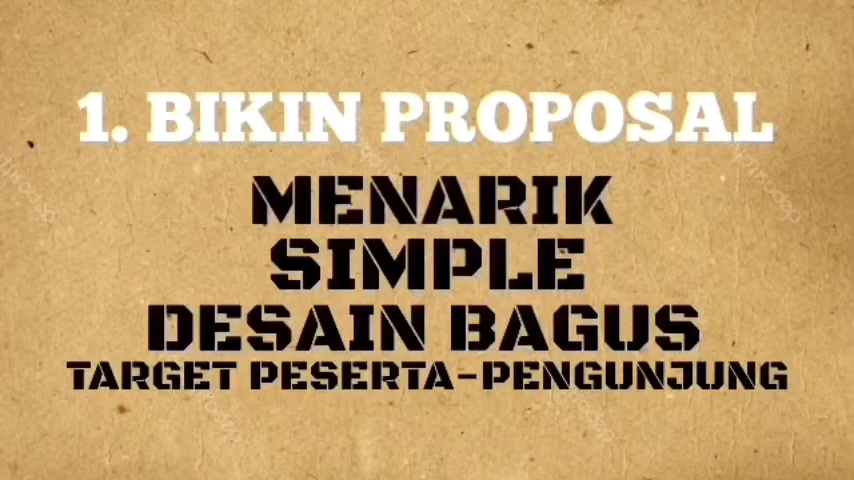 1. BIKIN PROPOSAL
MENARIK
SIMPLE
DESAIN BAGUS
TARGET PESERTA-PENGUNJUNG